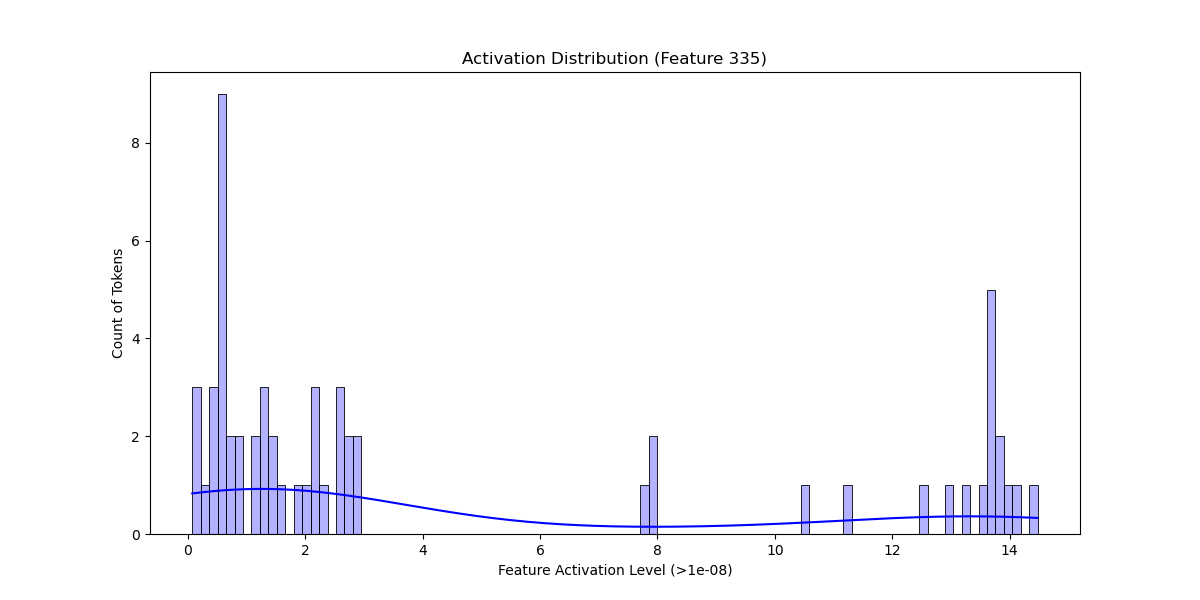 Activation Distribution (Feature 335)
Count of Tokens
8
6
4
2
0
0 2 4 6 8 10 12 14
Feature Activation Level (>1e-08)